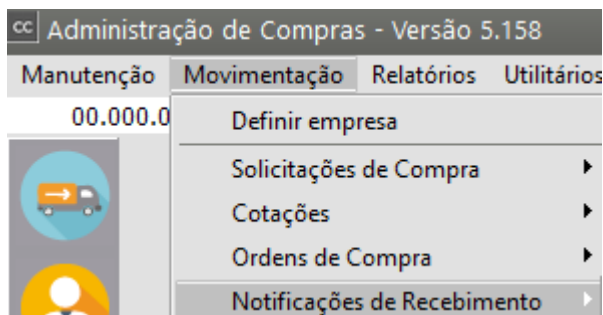 cc Administração de Compras - Versão 5.158
Manutenção Movimentação Relatórios Utilitários
00.000.0
Definir empresa
Solicitações de Compra
Cotações
Ordens de Compra
Notificações de Recebimento